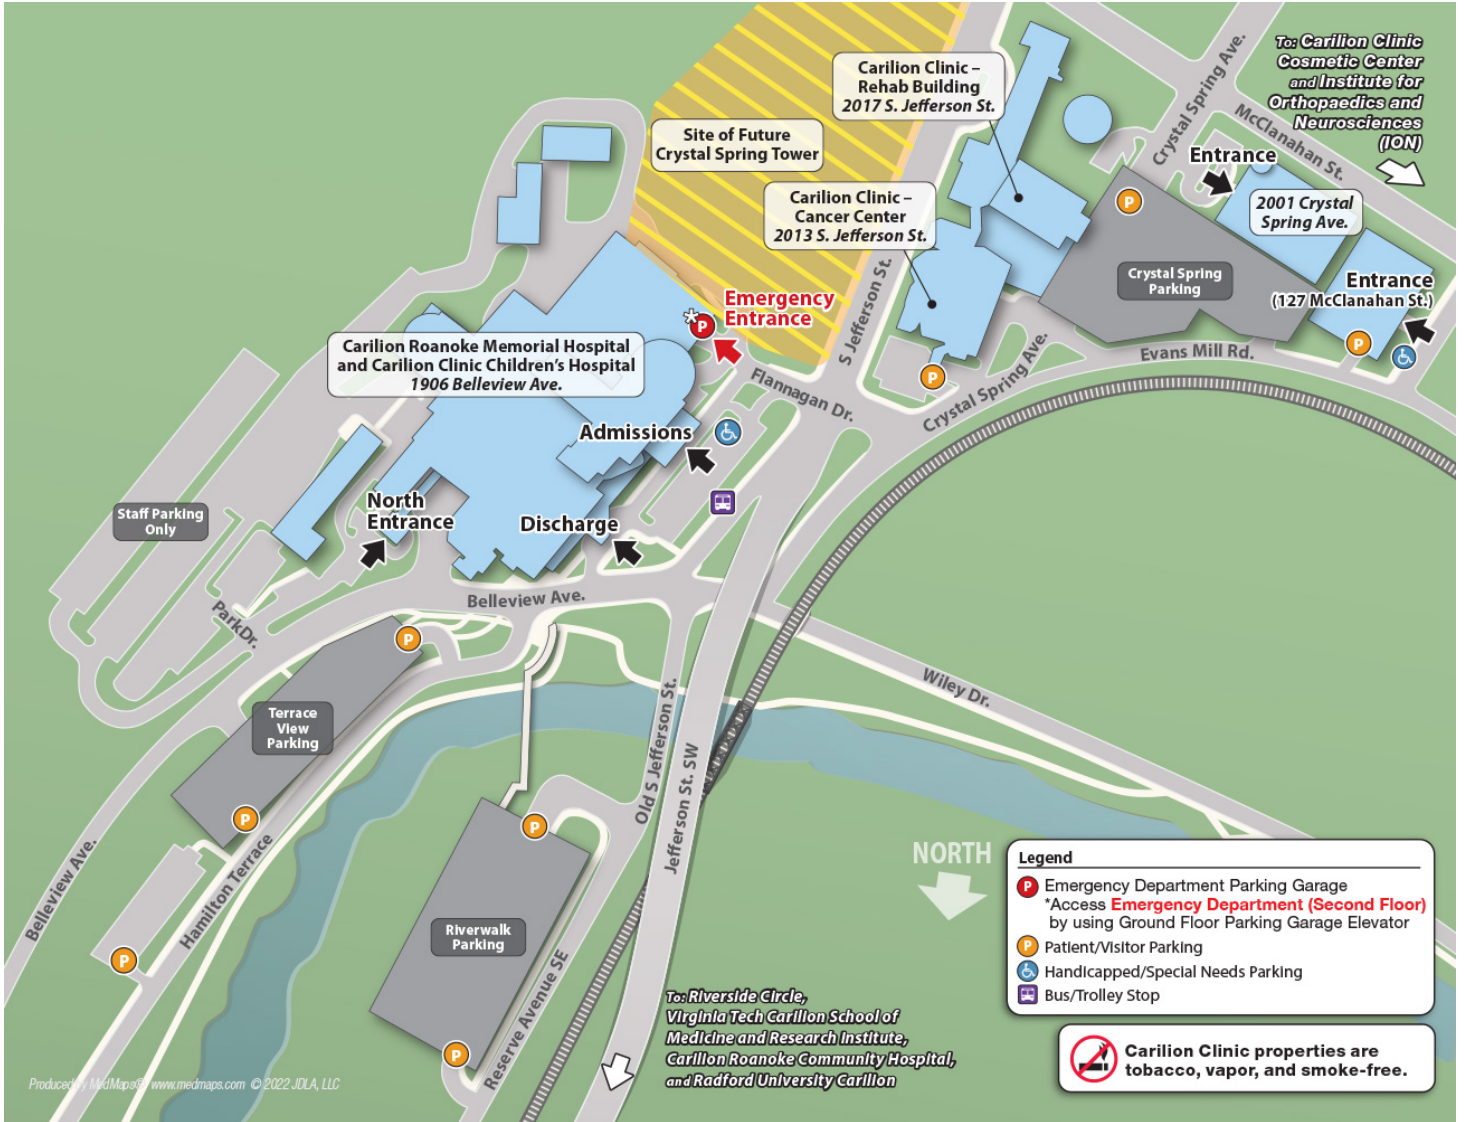 To: Carilion Clinic
Cosmetic Center
and Institute for
Orthopaedics and
Neurosciences
(ION)
Crystal Spring Ave.
McClanahan St.
Carilion Clinic –
Rehab Building
2017 S. Jefferson St.
Site of Future
Crystal Spring Tower
Entrance
P
2001 Crystal
Spring Ave.
Carilion Clinic –
Cancer Center
2013 S. Jefferson St.
Crystal Spring
Parking
Entrance
(127 McClanahan St.)
Emergency
Entrance
* P
S Jefferson St.
Carilion Roanoke Memorial Hospital
and Carilion Clinic Children's Hospital
1906 Belleview Ave.
P
Evans Mill Rd.
P
Flannagan Dr.
Crystal Spring Ave.
Admissions
North
Entrance
Staff Parking
Only
Discharge
Belleview Ave.
Park Dr.
P
Wiley Dr.
Terrace
View
Parking
P
Old S Jefferson St.
Jefferson St. SW
P
Belleview Ave.
Hamilton Terrace
Riverwalk
Parking
P
P
Reserve Avenue SE
NORTH
Legend
P Emergency Department Parking Garage
*Access Emergency Department (Second Floor)
by using Ground Floor Parking Garage Elevator
P Patient/Visitor Parking
Handicapped/Special Needs Parking
Bus/Trolley Stop
To: Riverside Circle,
Virginia Tech Carilion School of
Medicine and Research Institute,
Carilion Roanoke Community Hospital,
and Radford University Carilion
Carilion Clinic properties are
tobacco, vapor, and smoke-free.
Produced by MedMaps® www.medmaps.com © 2022 JDLA, LLC